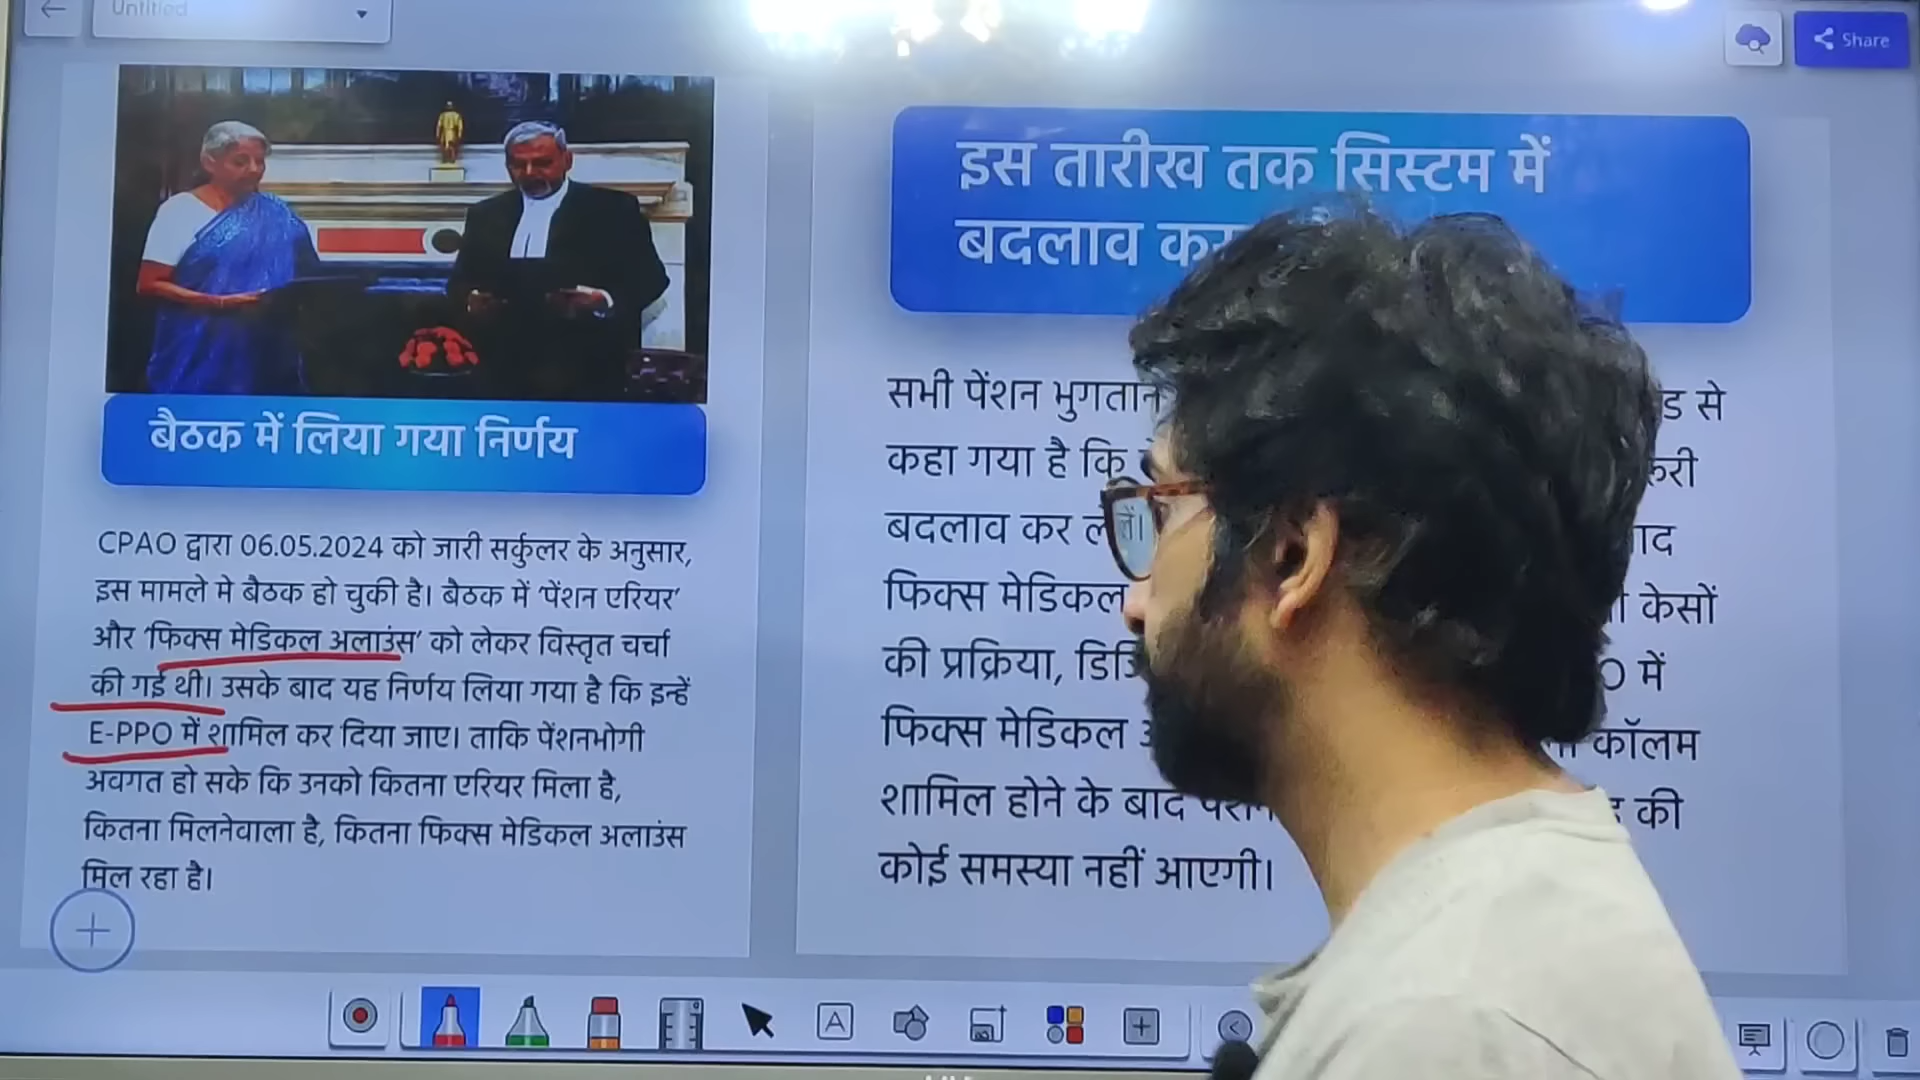 Untitled
Share
बैठक में लिया गया निर्णय
CPAO द्वारा 06.05.2024 को जारी सर्कुलर के अनुसार,
इस मामले मे बैठक हो चुकी है। बैठक में 'पेंशन एरियर'
और 'फिक्स मेडिकल अलाउंस' को लेकर विस्तृत चर्चा
की गई थी। उसके बाद यह निर्णय लिया गया है कि इन्हें
E-PPO में शामिल कर दिया जाए। ताकि पेंशनभोगी
अवगत हो सके कि उनको कितना एरियर मिला है,
कितना मिलनेवाला है, कितना फिक्स मेडिकल अलाउंस
मिल रहा है।
इस तारीख तक सिस्टम में
बदलाव
सभी पेंशन भुगतान से
कहा गया है कि
बदलाव कर
फिक्स मेडिकल केसों
की प्रक्रिया, में
फिक्स मेडिकल कॉलम
शामिल होने के बाद की
कोई समस्या नहीं आएगी।
A